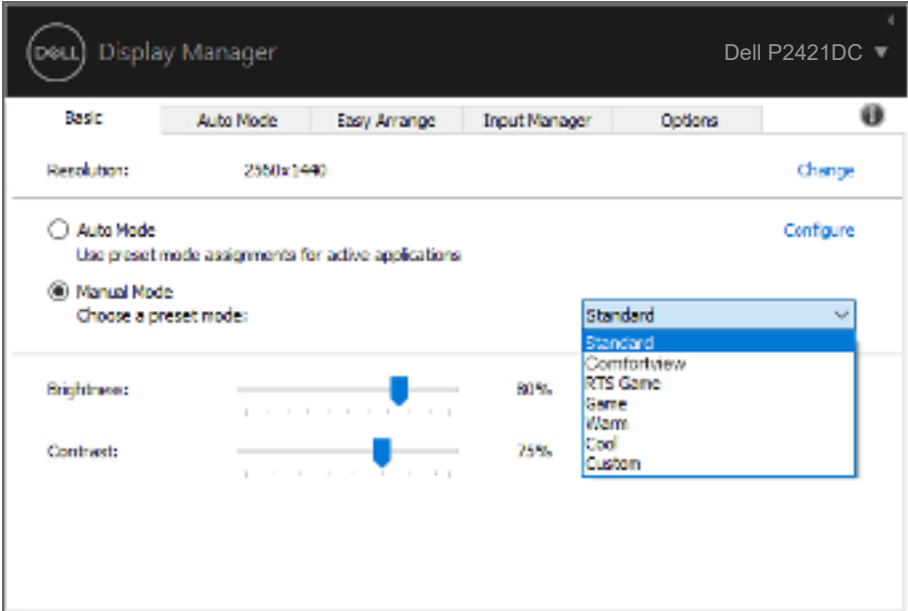 DELL Display Manager
Dell P2421DC
Basic Auto Mode Easy Arrange Input Manager Options
Resolution: 2560x1440 Change
Auto Mode Configure
Use preset mode assignments for active applications
Manual Mode
Choose a preset mode: Standard
Standard
Comfortview
RTS Game
Game
Warm
Cool
Custom
Brightness: 80%
Contrast: 75%